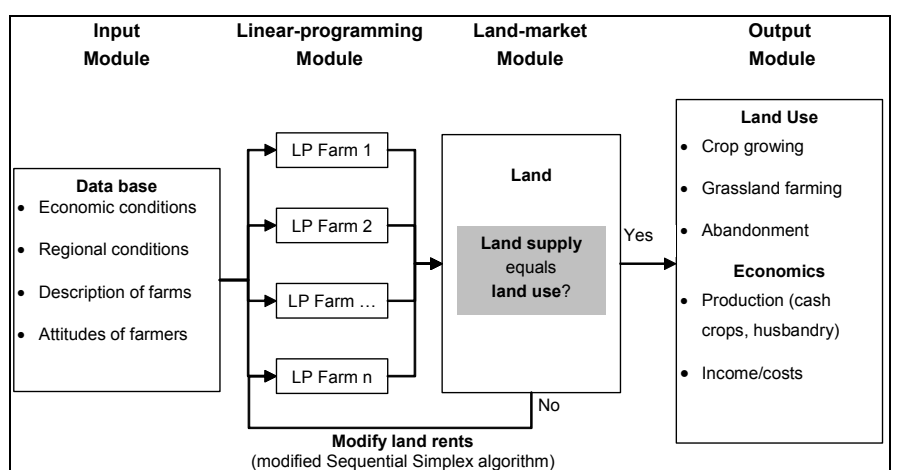 Input
Module
Linear-programming
Module
Land-market
Module
Output
Module
Data base
• Economic conditions
• Regional conditions
• Description of farms
• Attitudes of farmers
LP Farm 1
LP Farm 2
LP Farm …
LP Farm n
Land
Land supply
equals
land use?
Yes
No
Modify land rents
(modified Sequential Simplex algorithm)
Land Use
• Crop growing
• Grassland farming
• Abandonment
Economics
• Production (cash
crops, husbandry)
• Income/costs